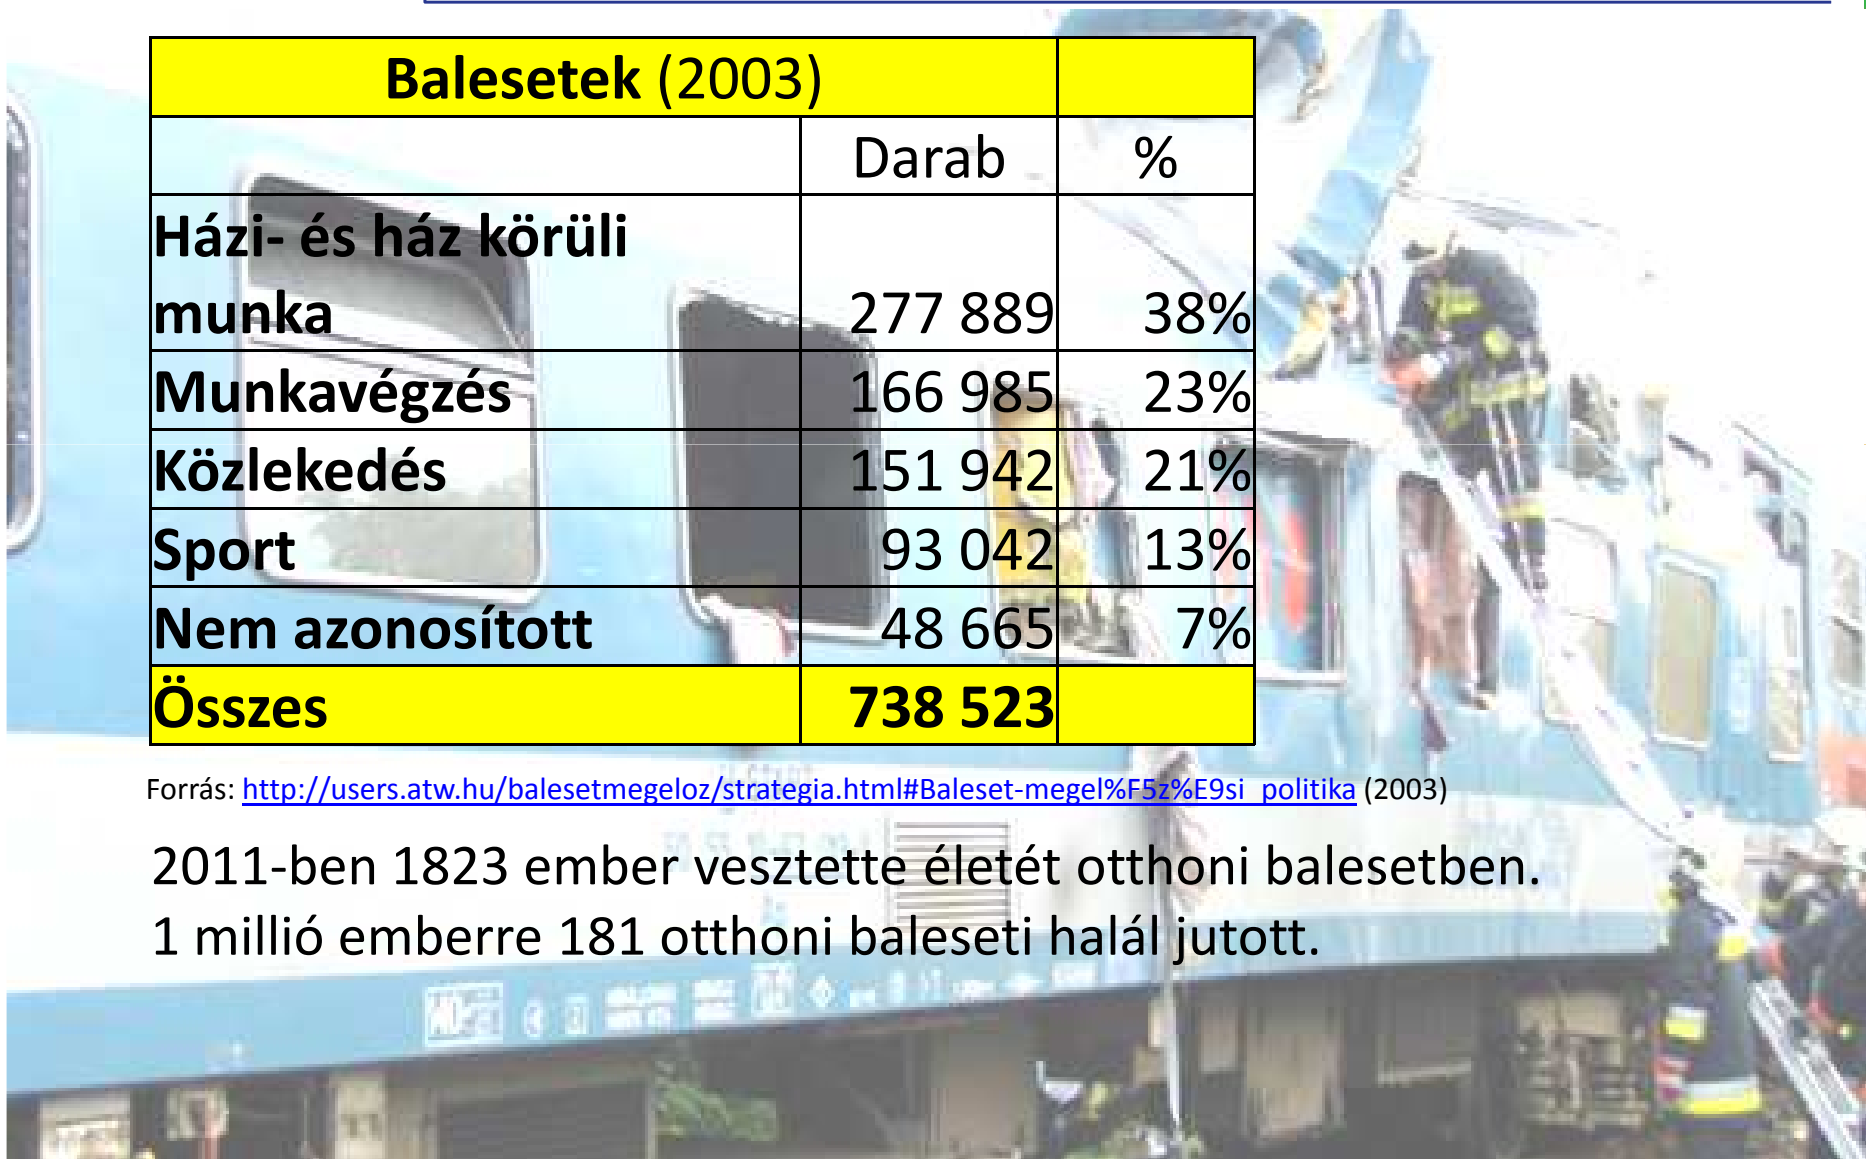 Balesetek (2003)
Darab %
Házi- és ház körüli
munka 277 889 38%
Munkavégzés 166 985 23%
Közlekedés 151 942 21%
Sport 93 042 13%
Nem azonosított 48 665 7%
Összes 738 523
Forrás: http://users.atw.hu/balesetmegeloz/strategia.html#Baleset-megel%F5z%E9si_politika (2003)
2011-ben 1823 ember vesztette életét otthoni balesetben.
1 millió emberre 181 otthoni baleseti halál jutott.